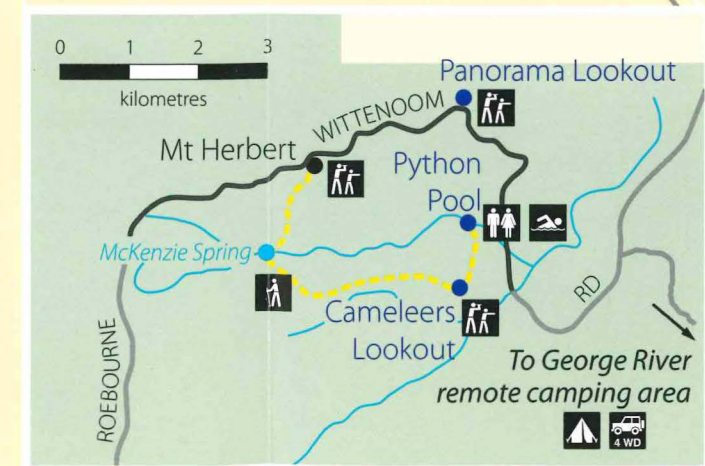 0 1 2 3
kilometres
Panorama Lookout
WITTENOOM
Mt Herbert
Python
Pool
McKenzie Spring
Cameleers
Lookout
RD
ROEBOURNE
To George River
remote camping area
4 WD